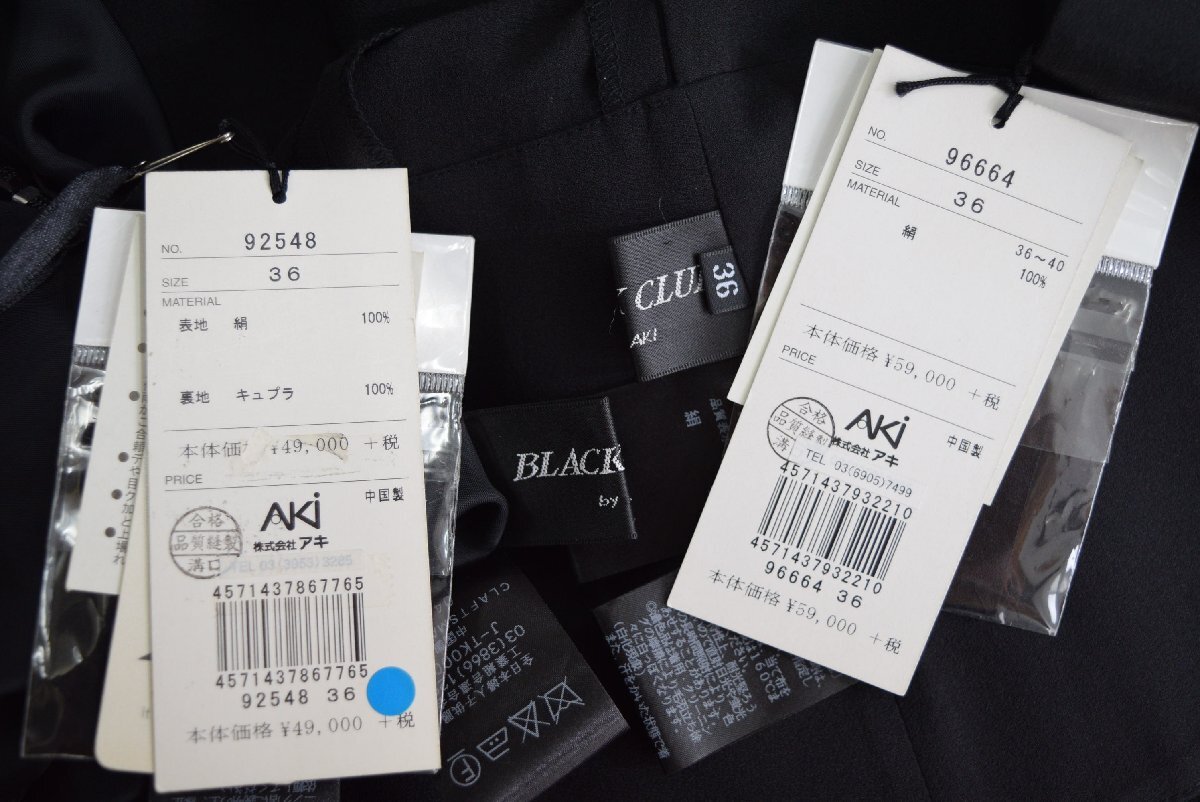 NO. 92548
SIZE 36
MATERIAL
表地 絹 100%
裏地 キュプラ 100%
本体価格 ¥49,000 +税
PRICE
AKi
中国製
株式会社 アキ
合格
品質縫製
溝口
TEL 03(3953)3285
4571437867765
4571437867765
92548 36
本体価格 ¥49,000 +税
NO. 96664
SIZE 36
MATERIAL
36~40
絹 100%
本体価格 ¥59,000 +税
PRICE
AKi
中国製
株式会社 アキ
合格
品質縫製
溝
TEL 03(6905)7499
4571437932210
4571437932210
96664 36
本体価格 ¥59,000 +税
CLU
36
AKI
BLACK
by